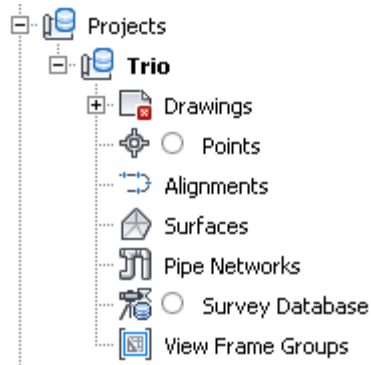 Projects
Trio
Drawings
Points
Alignments
Surfaces
Pipe Networks
Survey Database
View Frame Groups